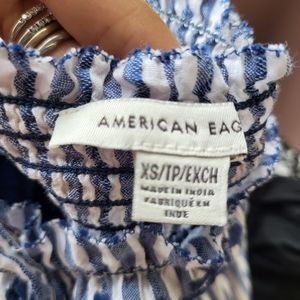 AMERICAN EAG
XS/TP/EXCH
MADE IN INDIA
FABRIQUÉ EN
INDE